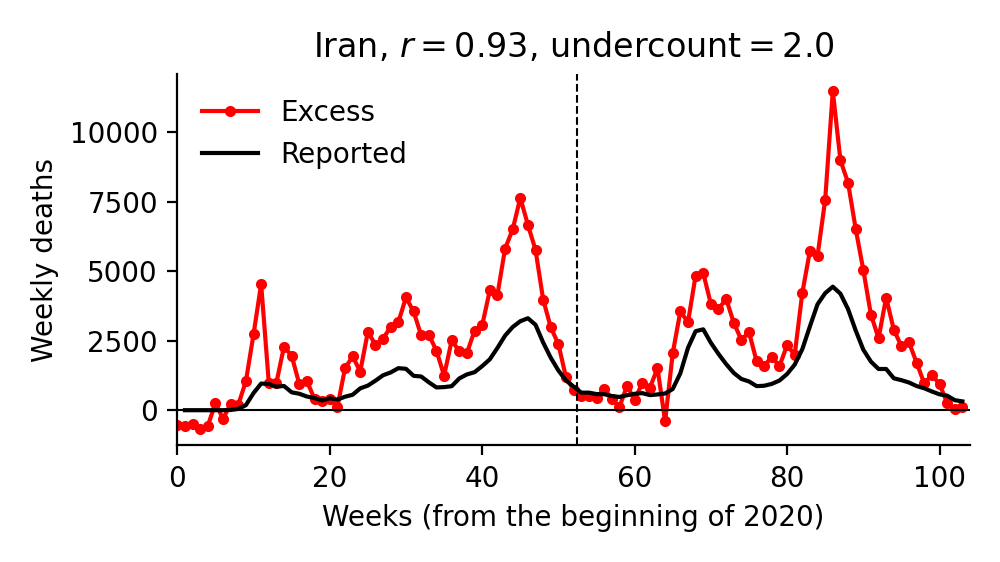 Iran, r = 0.93, undercount = 2.0
Excess
Reported
Weekly deaths
10000
7500
5000
2500
0
0 20 40 60 80 100
Weeks (from the beginning of 2020)